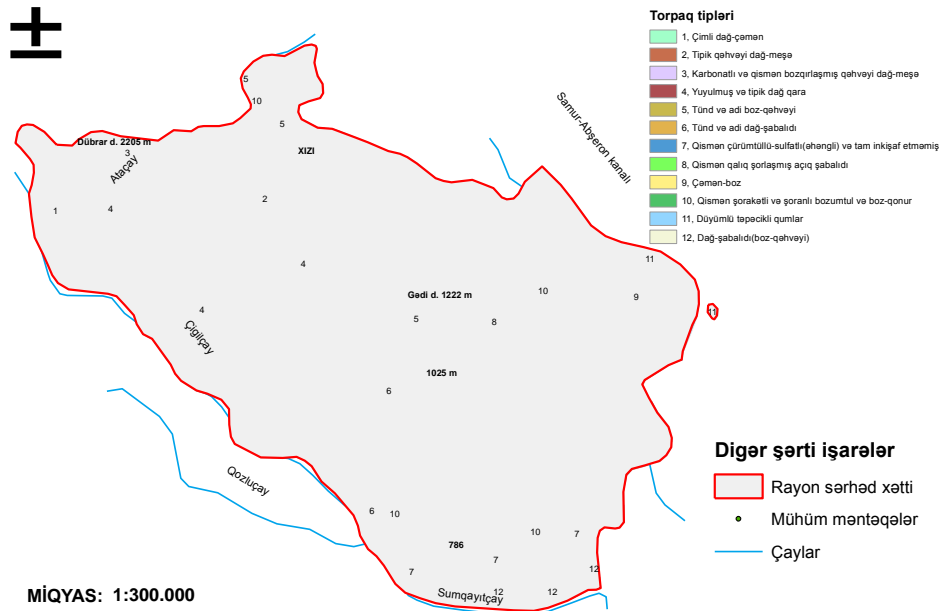 Torpaq tipləri
1, Çimli dağ-çəmən
2, Tipik qəhvəyi dağ-meşə
3, Karbonatlı və qismən bozqırlaşmış qəhvəyi dağ-meşə
4, Yuyulmuş və tipik dağ qara
5, Tünd və adi boz-qəhvəyi
6, Tünd və adi dağ-şabalıdı
7, Qismən çürümtüllü-sulfatlı(əhəngli) və tam inkişaf etməmiş
8, Qismən qalıq şorlaşmış açıq şabalıdı
9, Çəmən-boz
10, Qismən şorakətli və şoranlı bozumtul və boz-qonur
11, Düyümlü təpəcikli qumlar
12, Dağ-şabalıdı(boz-qəhvəyi)
5
10
5
Samur-Abşeron kanalı
Dübrar d. 2205 m
XIZI
3
Ataçay
2
1
4
11
4
10
9
Gədi d. 1222 m
4
5
8
11
Çigilçay
1025 m
6
Digər şərti işarələr
Rayon sərhəd xətti
Mühüm məntəqələr
Çaylar
Qozluçay
6
10
10
7
786
7
7
12
Sumqayıtçay
12
12
MİQYAS: 1:300.000